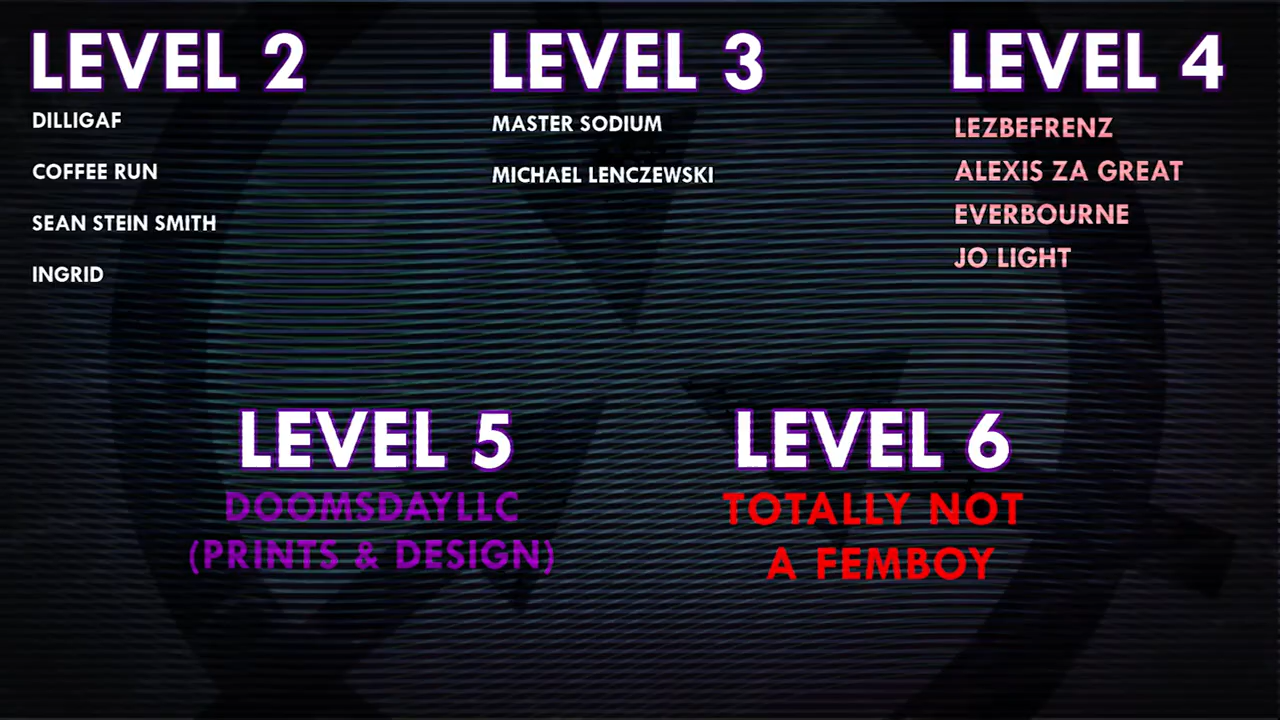 LEVEL 2
DILLIGAF
COFFEE RUN
SEAN STEIN SMITH
INGRID
LEVEL 3
MASTER SODIUM
MICHAEL LENCZEWSKI
LEVEL 4
LEZBEFRENZ
ALEXIS ZA GREAT
EVERBOURNE
JO LIGHT
LEVEL 5
DOOMSDAYLLC
(PRINTS & DESIGN)
LEVEL 6
TOTALLY NOT
A FEMBOY